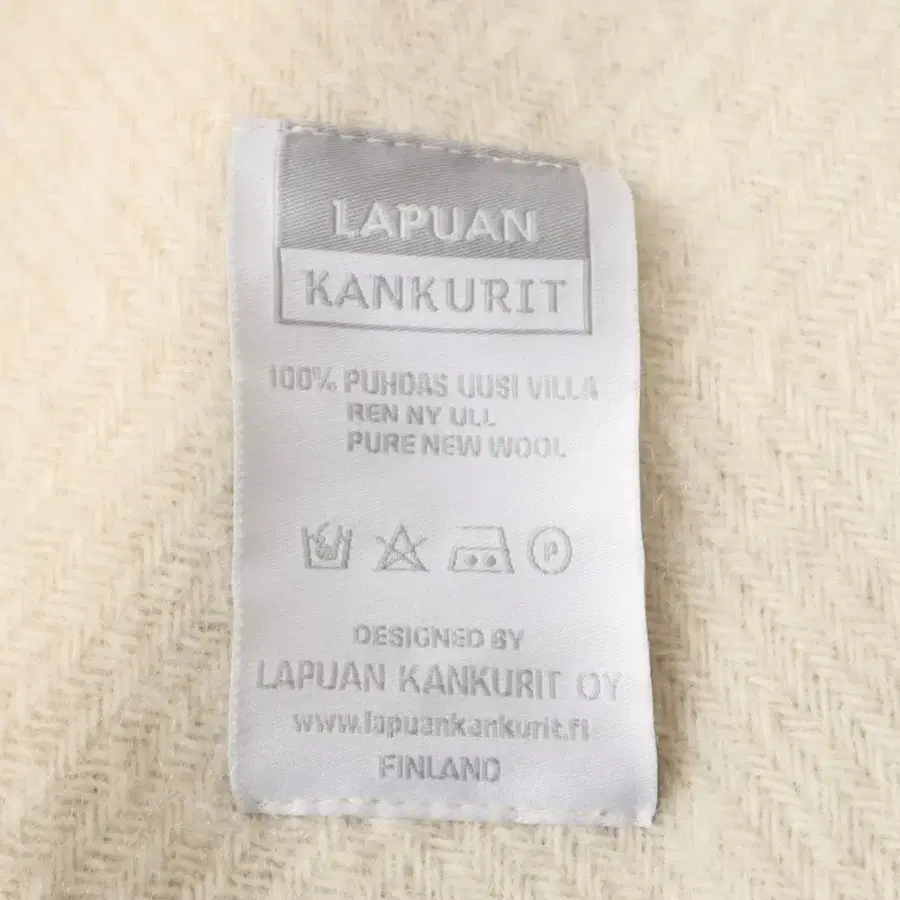 LAPUAN
KANKURIT
100% PUHDAS UUSI VILLA
REN NY ULL
PURE NEW WOOL
P
DESIGNED BY
LAPUAN KANKURIT OY
www.lapuankankurit.fi
FINLAND